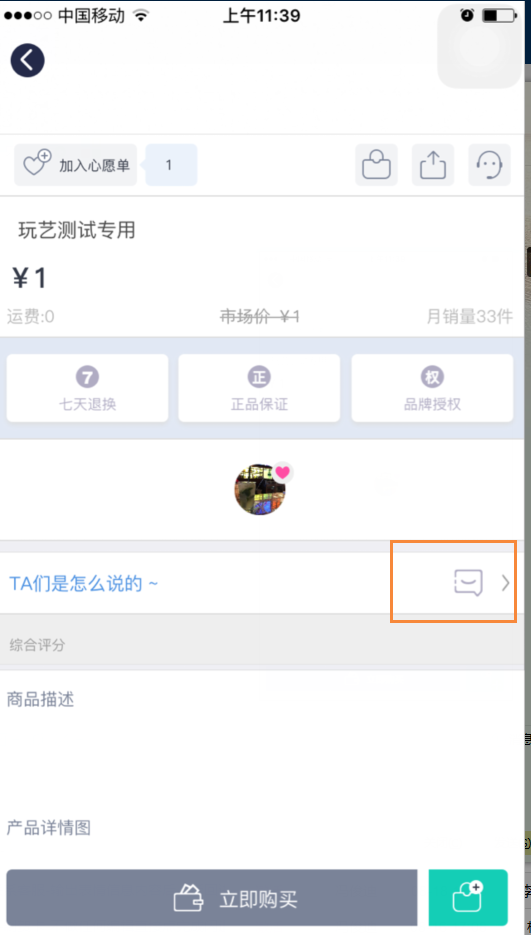 中国移动 上午11:39
加入心愿单 1
玩艺测试专用
¥1
运费:0 市场价 ¥1 月销量33件
7 正 权
七天退换 正品保证 品牌授权
TA们是怎么说的 ~
综合评分
商品描述
产品详情图
立即购买